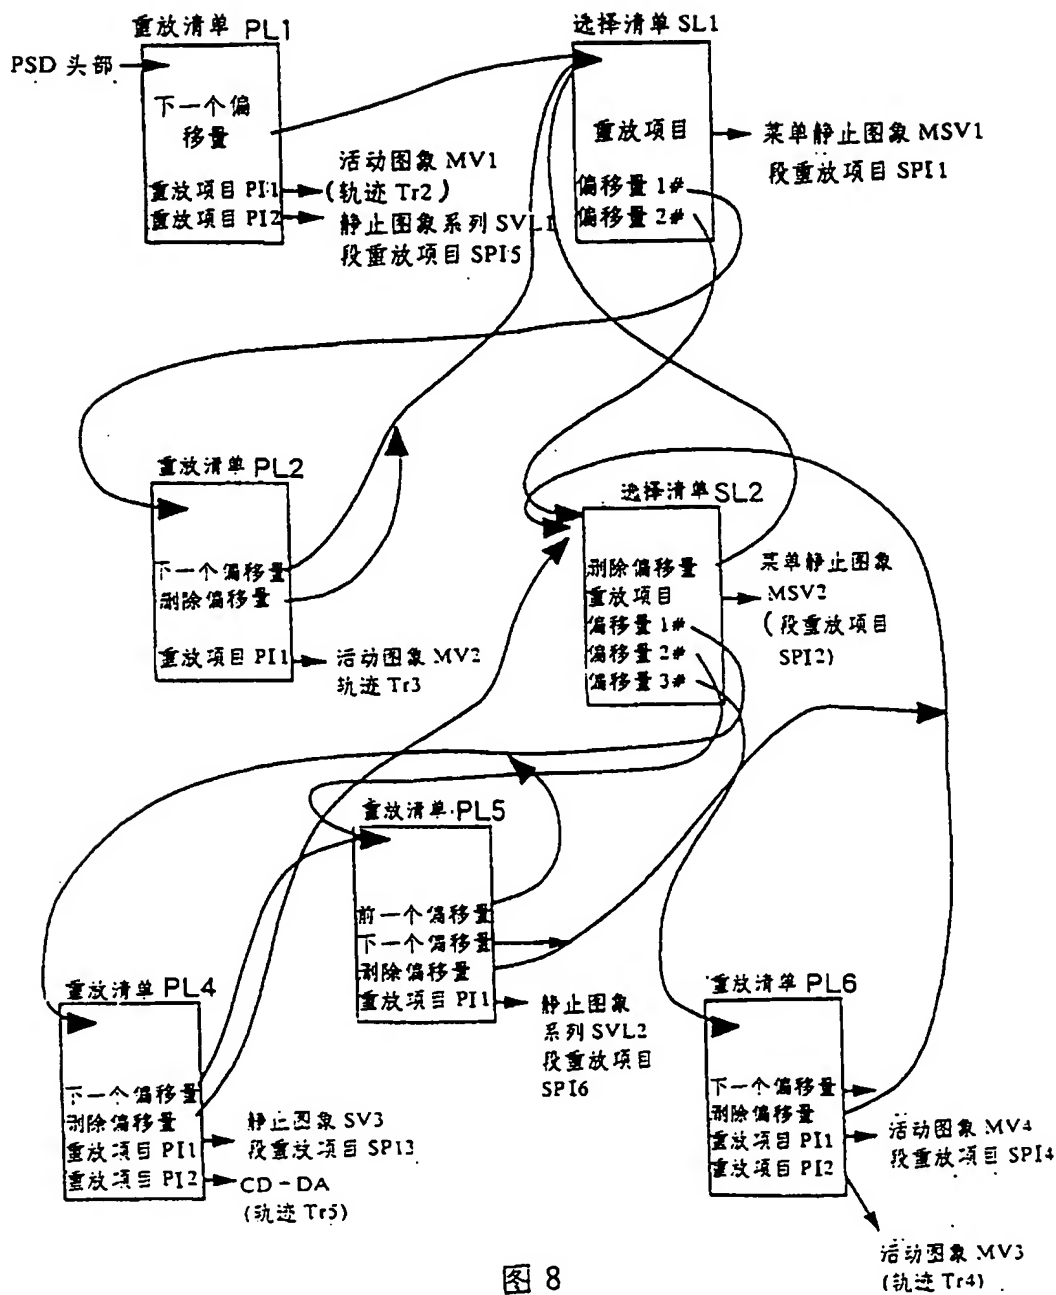 重放清单 PL1
PSD 头部
下一个偏
移量
重放项目 PI1
重放项目 PI2
活动图象 MV1
(轨迹 Tr2)
静止图象系列 SVL1
段重放项目 SPI5
选择清单 SL1
重放项目
偏移量 1#
偏移量 2#
菜单静止图象 MSV1
段重放项目 SPI1
重放清单 PL2
下一个偏移量
删除偏移量
重放项目 PI1
活动图象 MV2
轨迹 Tr3
选择清单 SL2
删除偏移量
重放项目
偏移量 1#
偏移量 2#
偏移量 3#
菜单静止图象
MSV2
(段重放项目
SPI2)
重放清单 PL5
前一个偏移量
下一个偏移量
删除偏移量
重放项目 PI1
静止图象
系列 SVL2
段重放项目
SPI6
重放清单 PL4
下一个偏移量
删除偏移量
重放项目 PI1
重放项目 PI2
静止图象 SV3
段重放项目 SPI3
CD-DA
(轨迹 Tr5)
重放清单 PL6
下一个偏移量
删除偏移量
重放项目 PI1
重放项目 PI2
活动图象 MV4
段重放项目 SPI4
活动图象 MV3
(轨迹 Tr4)
图 8